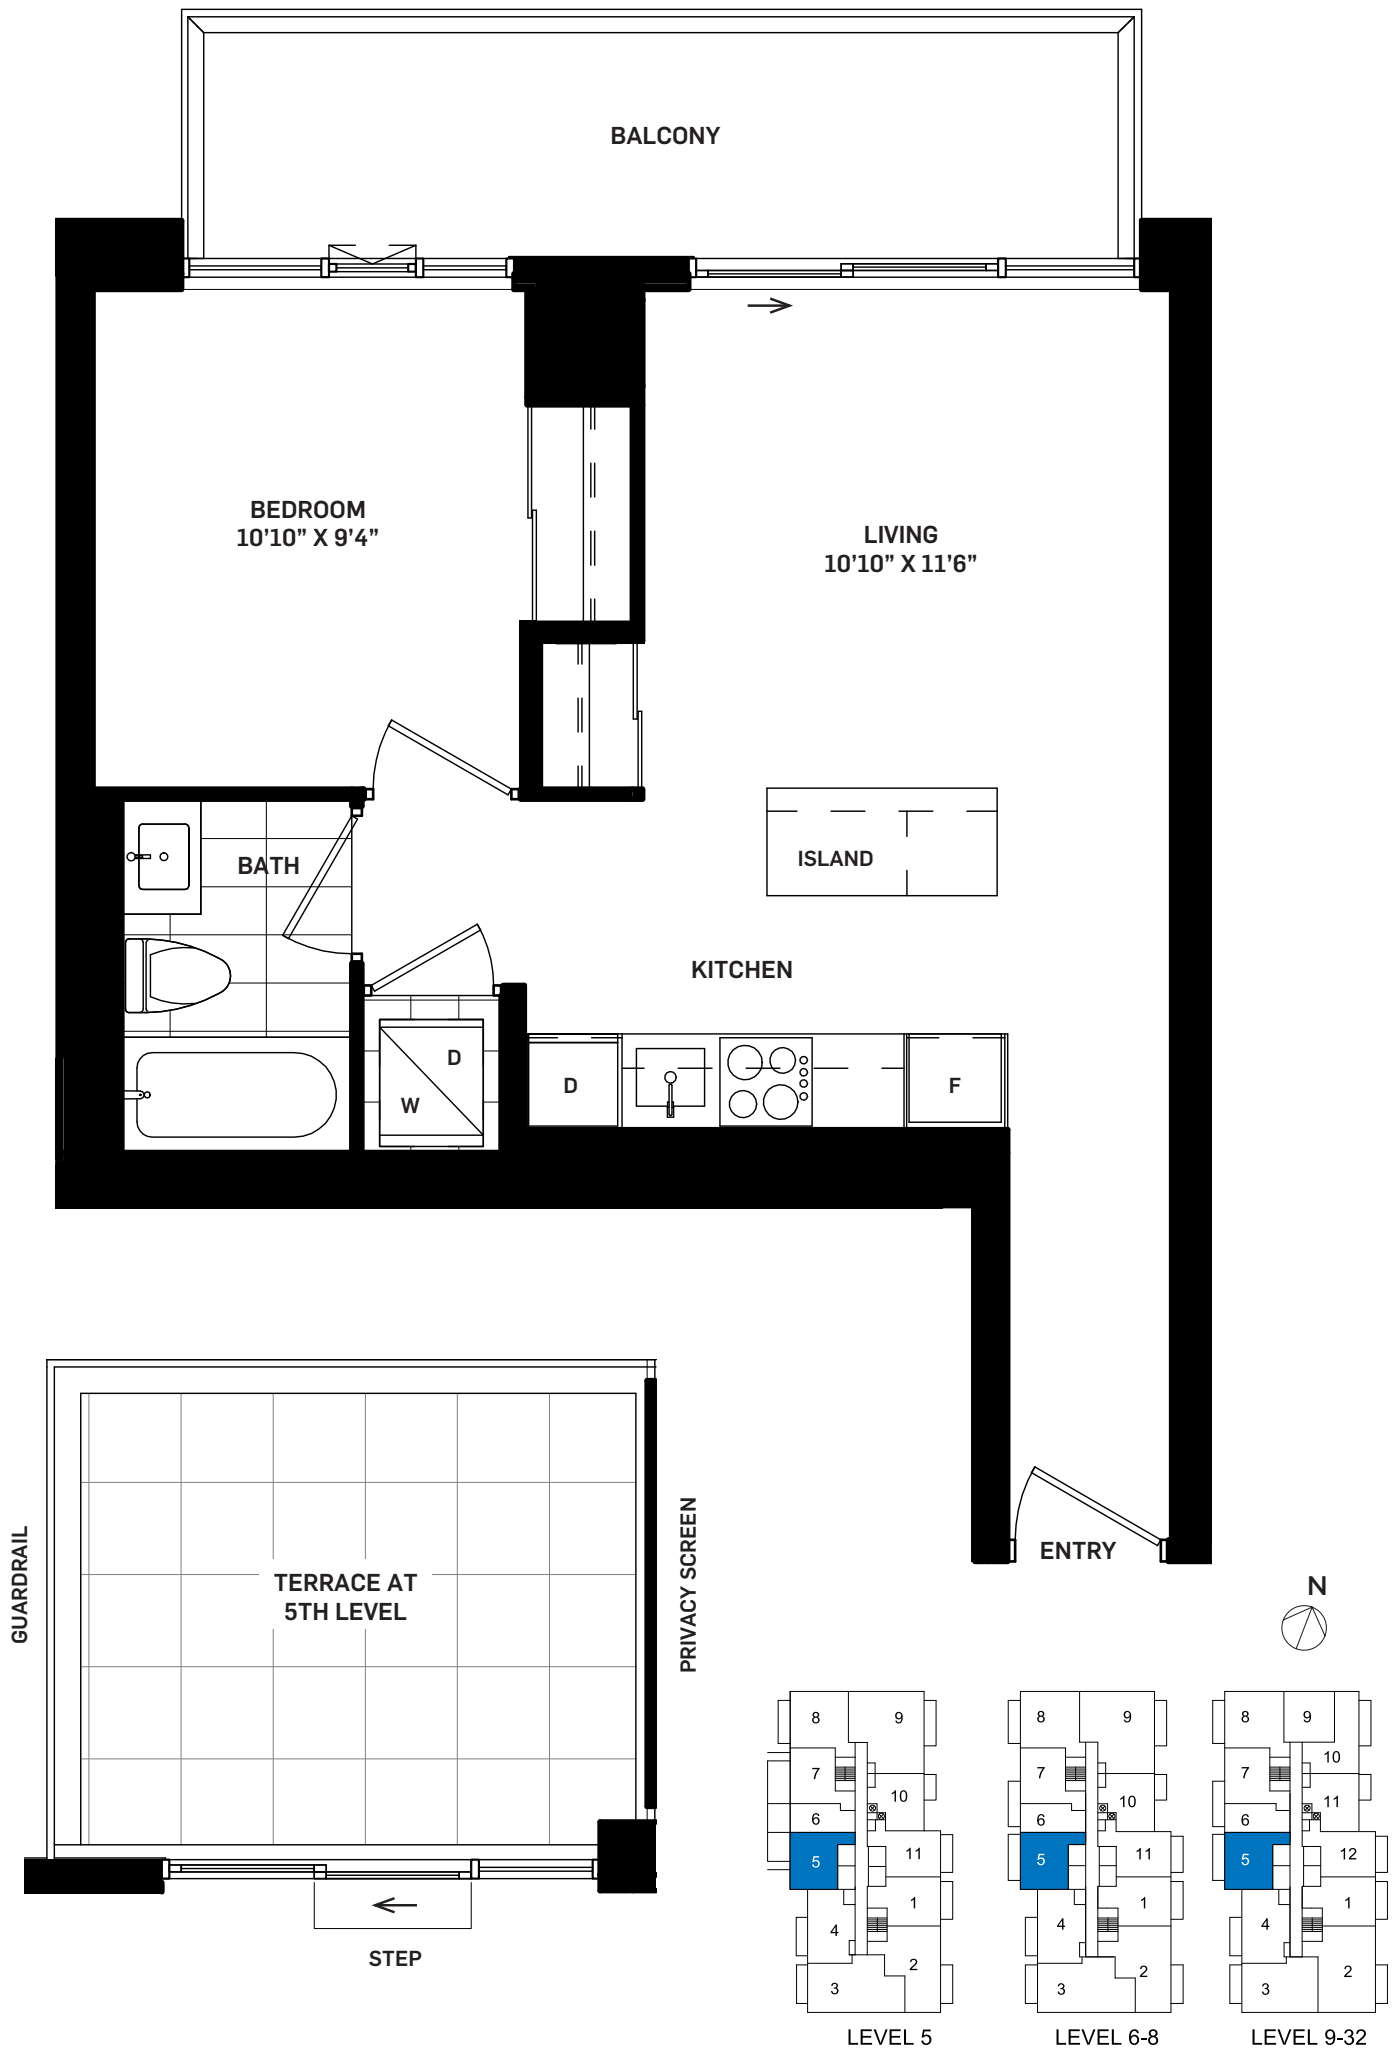 BALCONY
BEDROOM
10'10" X 9'4"
LIVING
10'10" X 11'6"
BATH
ISLAND
KITCHEN
D
W
D
F
ENTRY
GUARDRAIL
TERRACE AT
5TH LEVEL
PRIVACY SCREEN
STEP
N
8
9
7
10
6
5
11
1
4
2
3
LEVEL 5
8
9
7
10
6
5
11
1
4
2
3
LEVEL 6-8
8
9
10
7
11
6
5
12
1
4
2
3
LEVEL 9-32